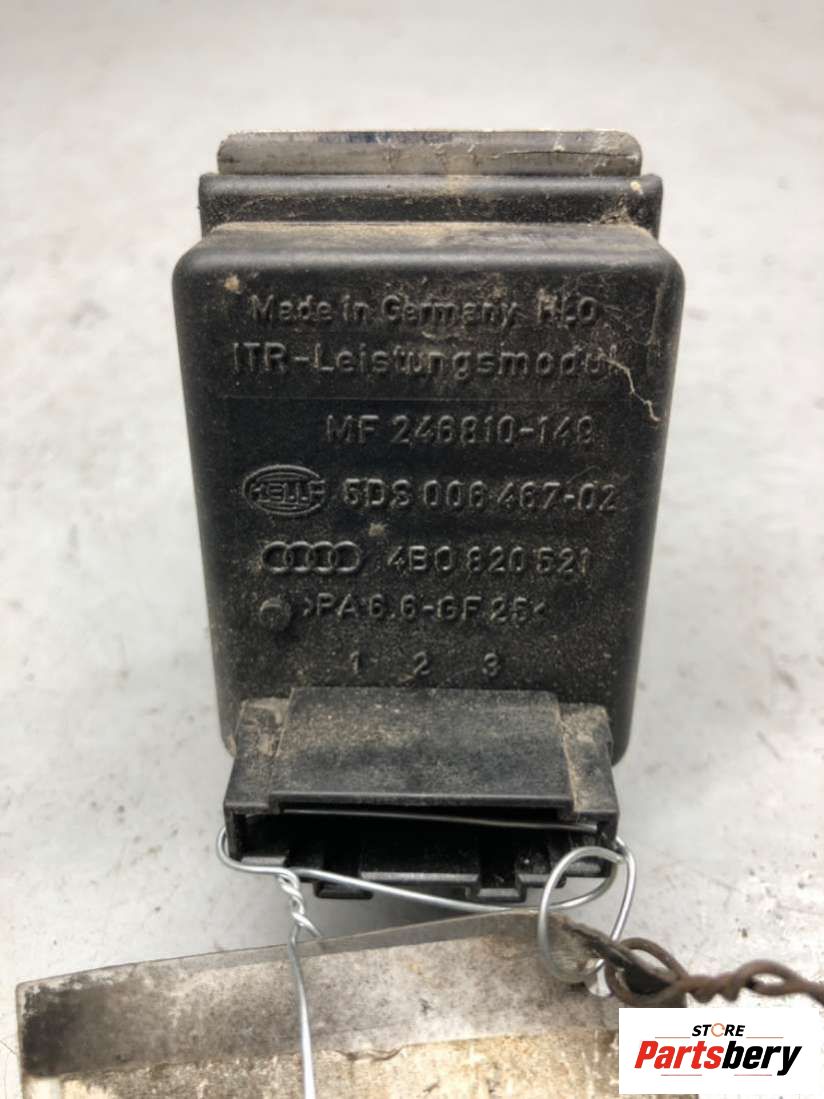 Made in Germany HLO
ITR-Leistungsmodul
MF 246810-149
HELLA 5DS 006 467-02
4B0 820 521
>PA 6.6-GF 25<
1 2 3
STORE
Partsbery